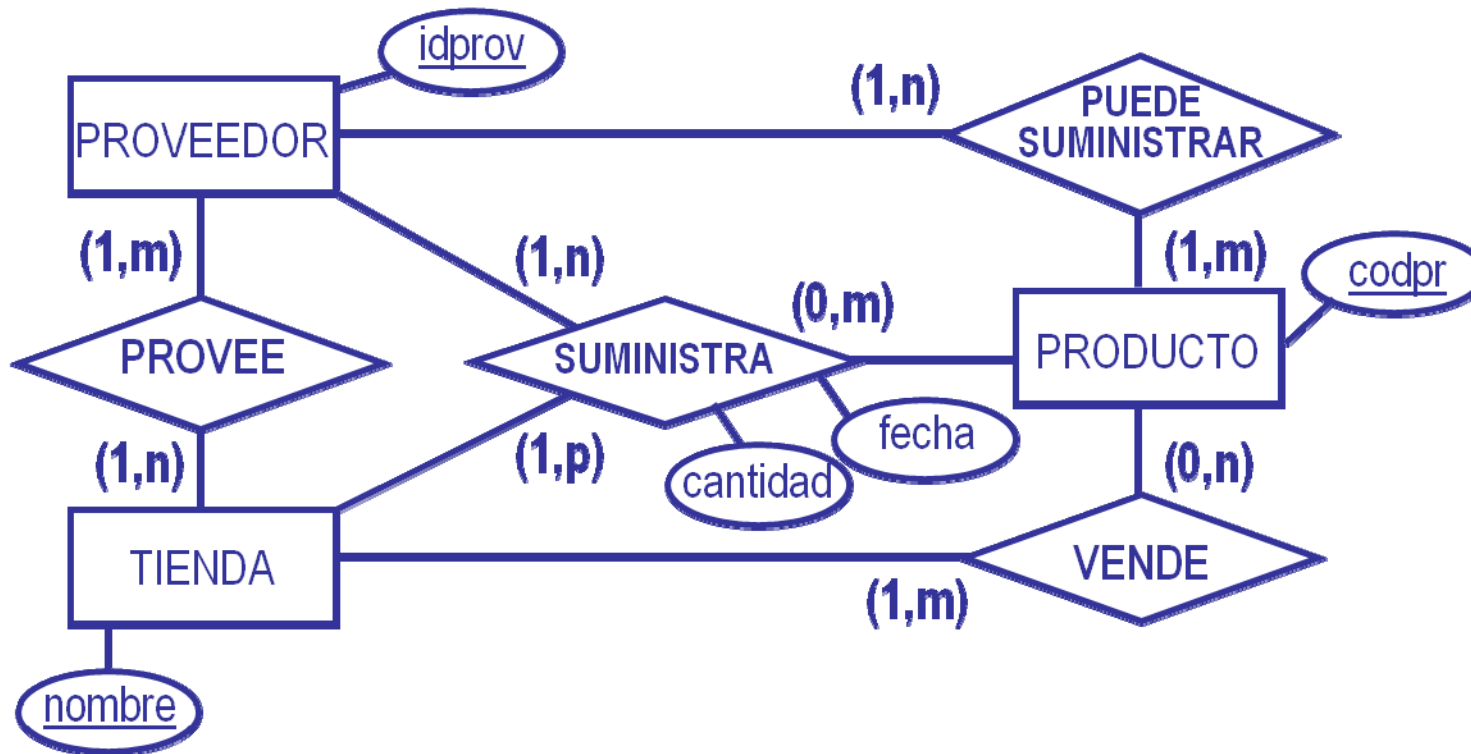 idprov
PROVEEDOR
(1,n)
PUEDE
SUMINISTRAR
(1,m)
(1,n)
(1,m)
codpr
(0,m)
PROVEE
SUMINISTRA
PRODUCTO
fecha
(1,n)
(1,p)
cantidad
(0,n)
TIENDA
VENDE
(1,m)
nombre